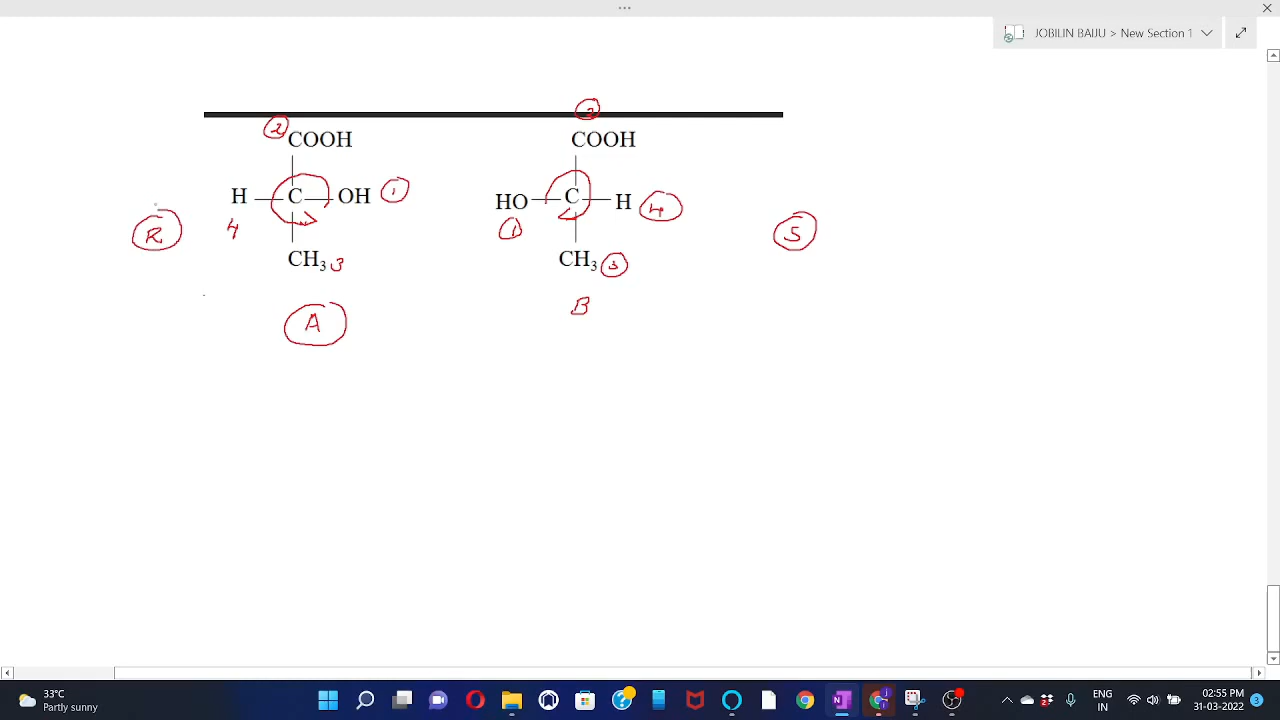 ...
JOBILIN BAIJU > New Section 1
2 COOH
H C OH 1
4
CH₃ 3
R
A
2
COOH
HO C H 4
1
CH₃ 3
B
S
33°C
Partly sunny
ENG
IN
02:55 PM
31-03-2022
3